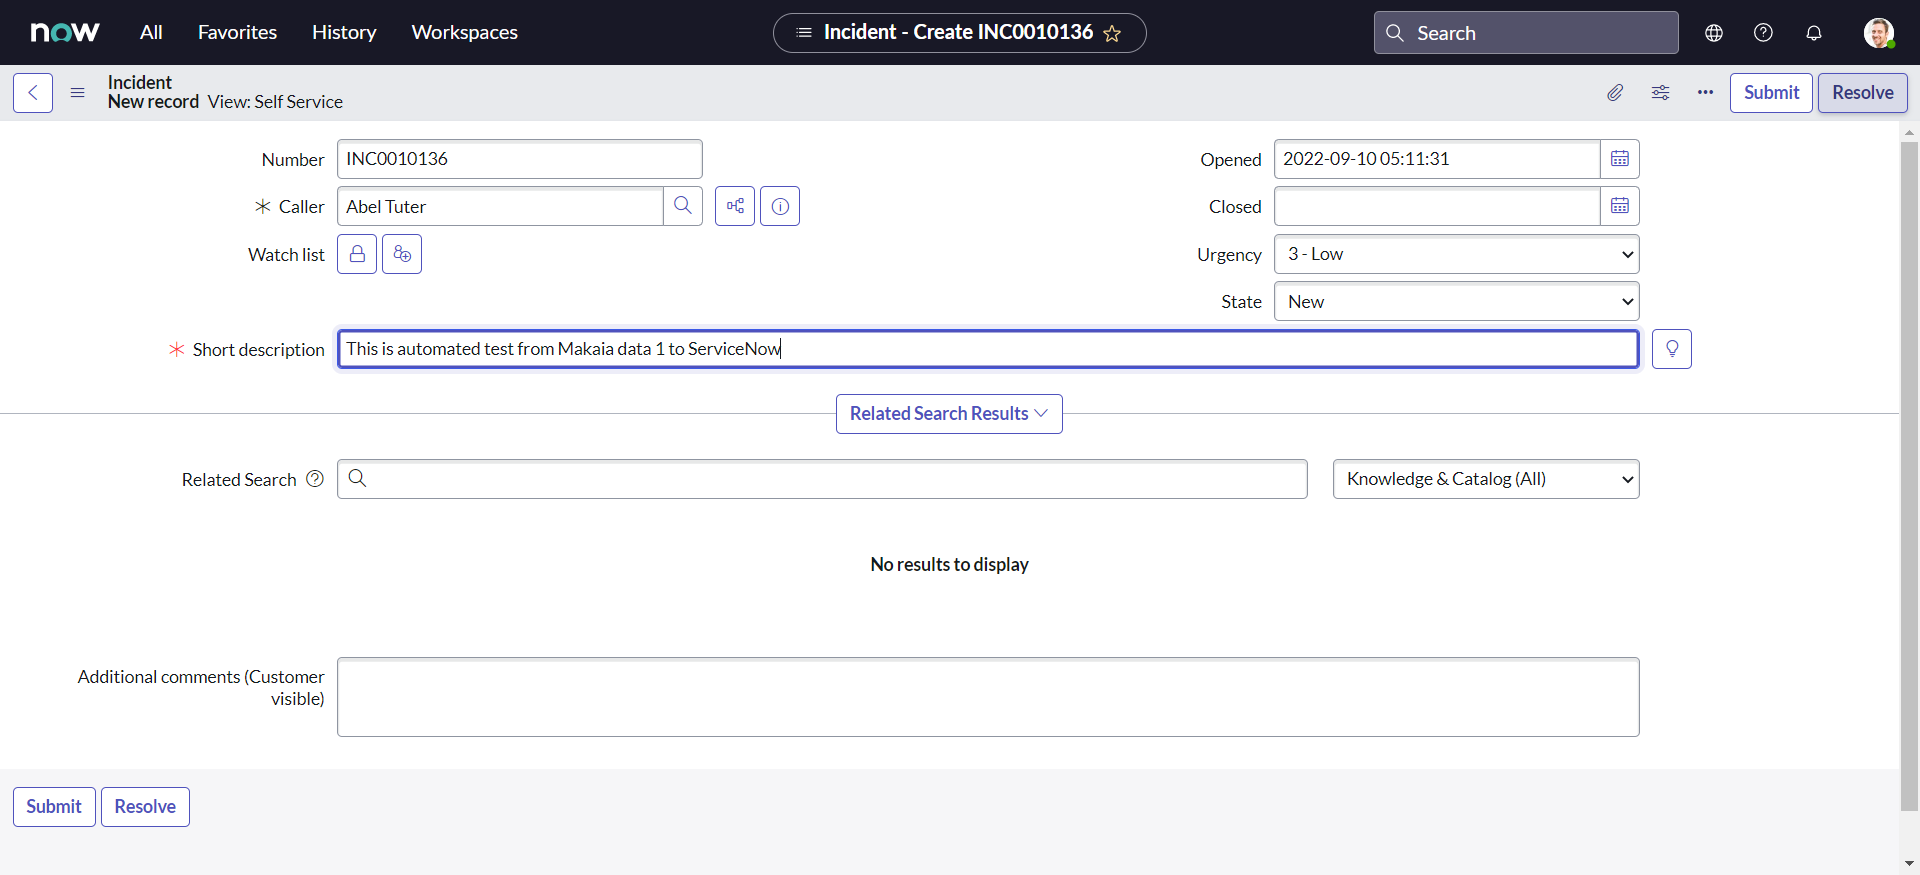 now All Favorites History Workspaces Incident - Create INC0010136 Search
Incident
New record View: Self Service Submit Resolve
Number INC0010136 Opened 2022-09-10 05:11:31
Caller Abel Tuter Closed
Watch list Urgency 3 - Low
State New
Short description This is automated test from Makaia data 1 to ServiceNow
Related Search Results
Related Search Knowledge & Catalog (All)
No results to display
Additional comments (Customer
visible)
Submit Resolve